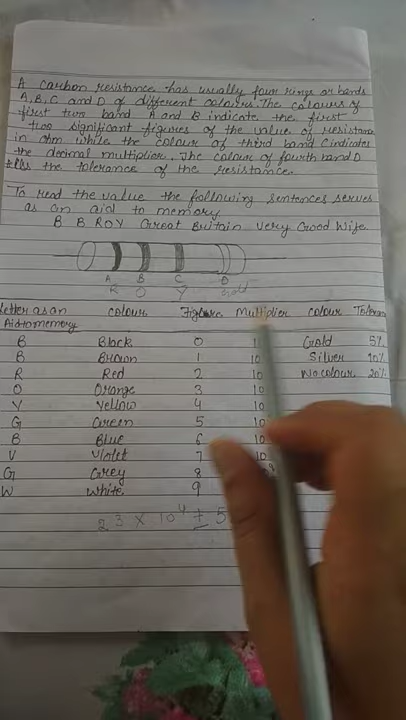 A carbon resistance has usually four rings or bands
A, B, C and D of different colours. The colours of
first two band A and B indicate the first
two significant figures of the value of resistance
in ohm while the colour of third band C indicates
the decimal multiplier. The colour of fourth band D
tells the tolerance of the resistance.
To read the value the following sentences serves
as an aid to memory
B B ROY Great Britain Very Good Wife.
A B C D
R O Y Gold
Letter as an Aid to memory colour Figure Multiplier colour Tolerance
B Black 0 10 Gold 5%
B Brown 1 10 Silver 10%
R Red 2 10 No colour 20%
O Orange 3 10
Y Yellow 4 10
G Green 5 10
B Blue 6 10
V Violet 7 10
G Grey 8
W White 9
23 × 10⁴ ± 5